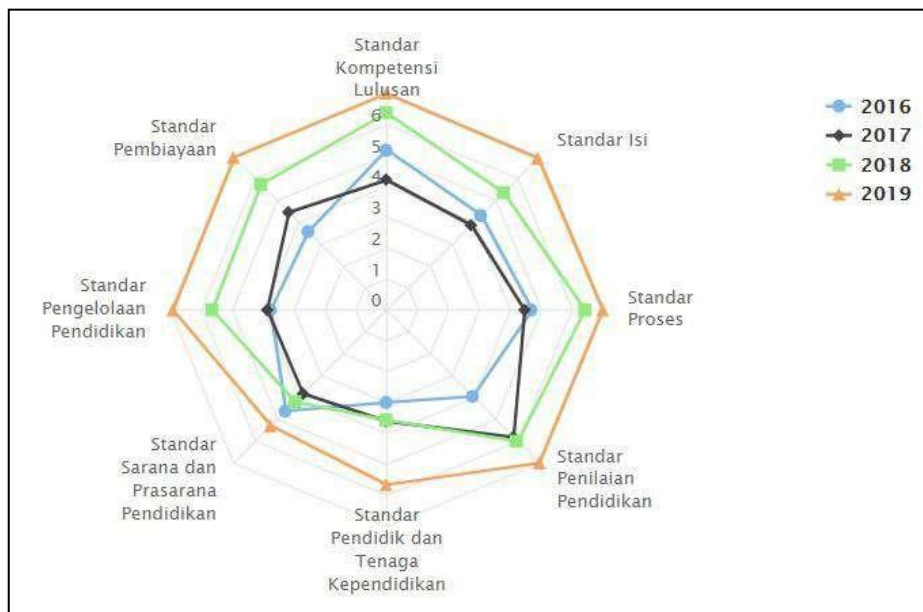 Standar
Kompetensi
Lulusan
Standar Isi
Standar
Proses
Standar
Penilaian
Pendidikan
Standar
Pendidik dan
Tenaga
Kependidikan
Standar
Sarana dan
Prasarana
Pendidikan
Standar
Pengelolaan
Pendidikan
Standar
Pembiayaan
6
5
4
3
2
1
0
2016
2017
2018
2019